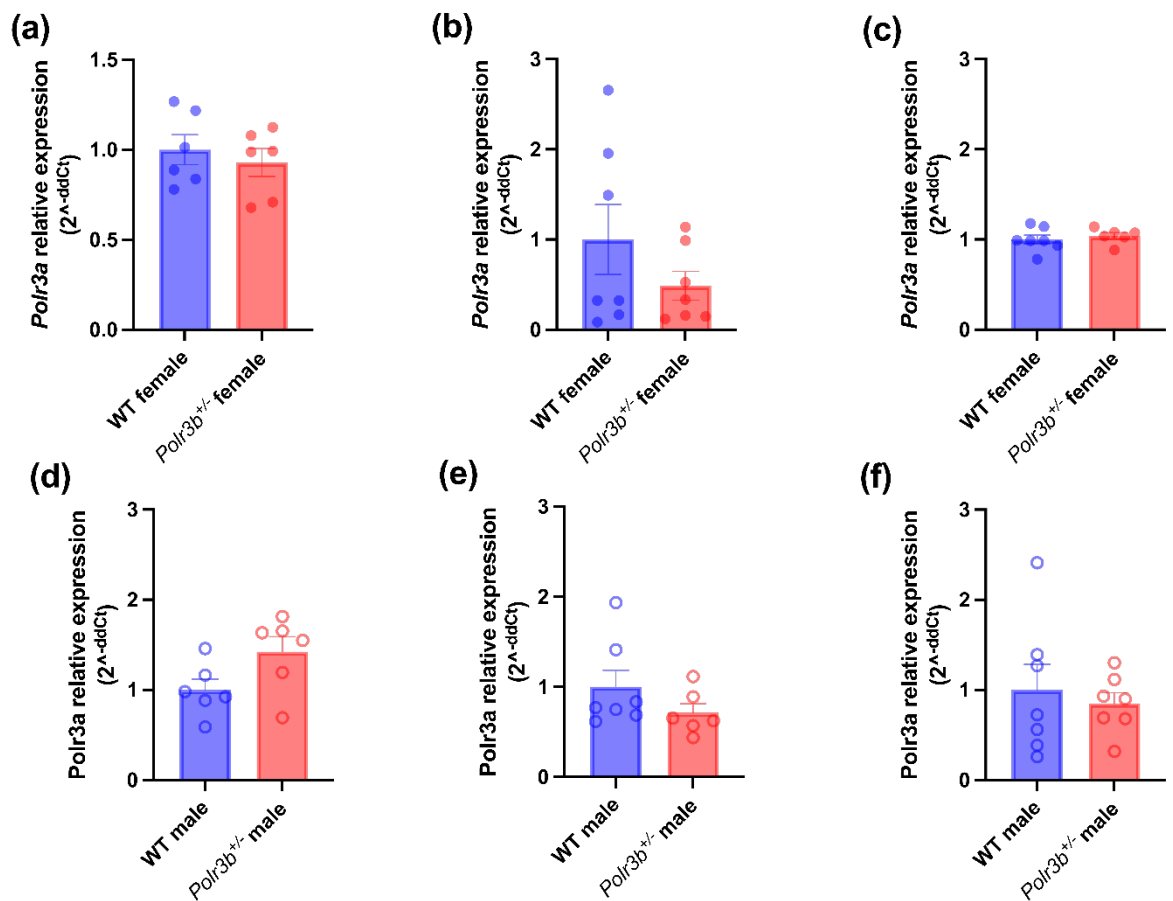 (a)
Polr3a relative expression
(2^-ddCt)
1.5
1.0
0.5
0.0
WT female
Polr3b+/- female
(b)
Polr3a relative expression
(2^-ddCt)
3
2
1
0
WT female
Polr3b+/- female
(c)
Polr3a relative expression
(2^-ddCt)
3
2
1
0
WT female
Polr3b+/- female
(d)
Polr3a relative expression
(2^-ddCt)
3
2
1
0
WT male
Polr3b+/- male
(e)
Polr3a relative expression
(2^-ddCt)
3
2
1
0
WT male
Polr3b+/- male
(f)
Polr3a relative expression
(2^-ddCt)
3
2
1
0
WT male
Polr3b+/- male